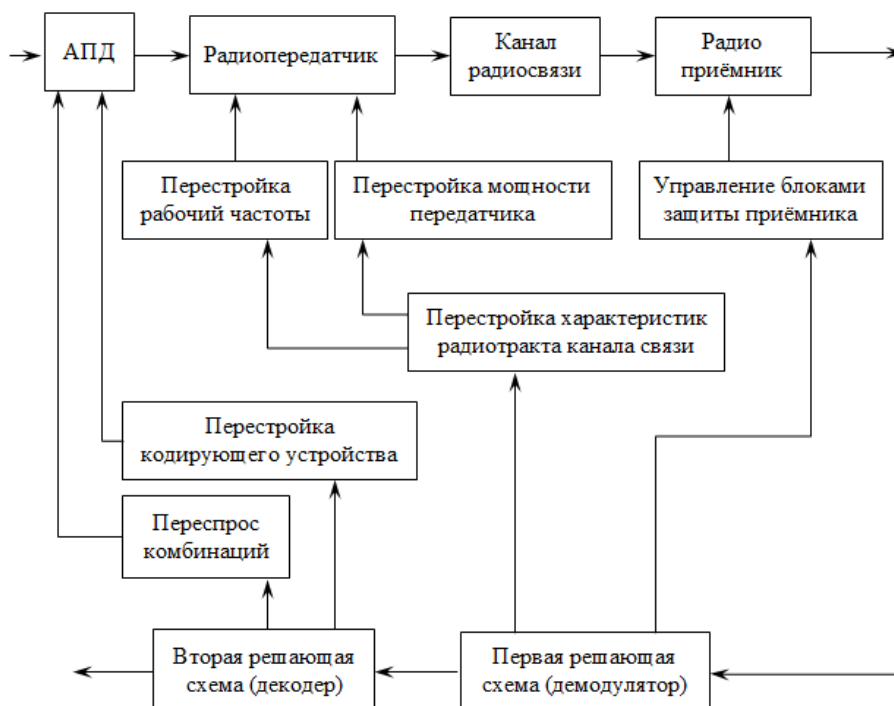 АПД
Радиопередатчик
Канал
радиосвязи
Радио
приёмник
Перестройка
рабочий частоты
Перестройка мощности
передатчика
Управление блоками
защиты приёмника
Перестройка характеристик
радиотракта канала связи
Перестройка
кодирующего устройства
Переспрос
комбинаций
Вторая решающая
схема (декодер)
Первая решающая
схема (демодулятор)